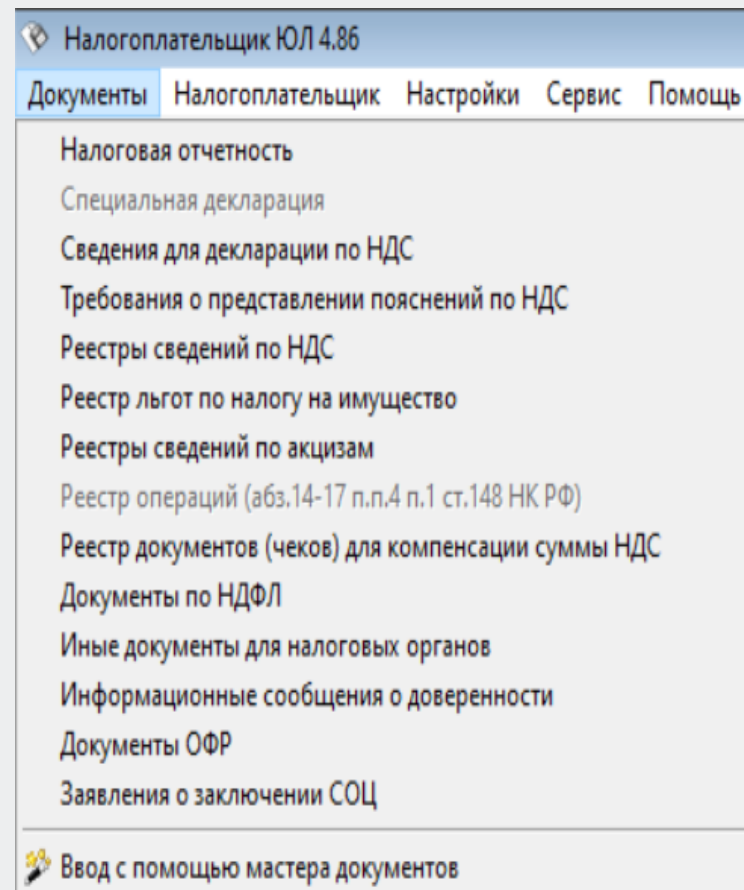 Налогоплательщик ЮЛ 4.86
Документы Налогоплательщик Настройки Сервис Помощь
Налоговая отчетность
Специальная декларация
Сведения для декларации по НДС
Требования о представлении пояснений по НДС
Реестры сведений по НДС
Реестр льгот по налогу на имущество
Реестры сведений по акцизам
Реестр операций (абз.14-17 п.п.4 п.1 ст.148 НК РФ)
Реестр документов (чеков) для компенсации суммы НДС
Документы по НДФЛ
Иные документы для налоговых органов
Информационные сообщения о доверенности
Документы ОФР
Заявления о заключении СОЦ
Ввод с помощью мастера документов